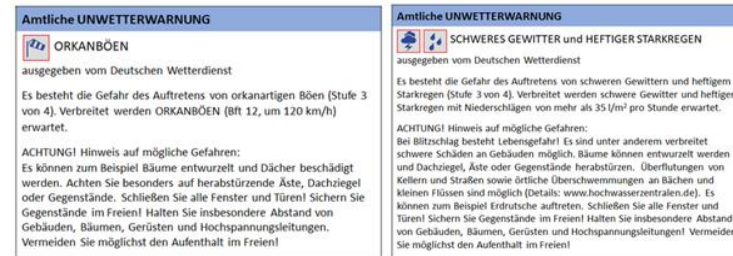 Amtliche UNWETTERWARNUNG
ORKANBÖEN
ausgegeben vom Deutschen Wetterdienst
Es besteht die Gefahr des Auftretens von orkanartigen Böen (Stufe 3
von 4). Verbreitet werden ORKANBÖEN (Bft 12, um 120 km/h)
erwartet.
ACHTUNG! Hinweis auf mögliche Gefahren:
Es können zum Beispiel Bäume entwurzelt und Dächer beschädigt
werden. Achten Sie besonders auf herabstürzende Äste, Dachziegel
oder Gegenstände. Schließen Sie alle Fenster und Türen! Sichern Sie
Gegenstände im Freien! Halten Sie insbesondere Abstand von
Gebäuden, Bäumen, Gerüsten und Hochspannungsleitungen.
Vermeiden Sie möglichst den Aufenthalt im Freien!
Amtliche UNWETTERWARNUNG
SCHWERES GEWITTER und HEFTIGER STARKREGEN
ausgegeben vom Deutschen Wetterdienst
Es besteht die Gefahr des Auftretens von schweren Gewittern und heftigem
Starkregen (Stufe 3 von 4). Verbreitet werden schwere Gewitter und heftiger
Starkregen mit Niederschlägen von mehr als 35 l/m² pro Stunde erwartet.
ACHTUNG! Hinweis auf mögliche Gefahren:
Bei Blitzschlag besteht Lebensgefahr! Es sind unter anderem verbreitet
schwere Schäden an Gebäuden möglich. Bäume können entwurzelt werden
und Dachziegel, Äste oder Gegenstände herabstürzen. Überflutungen von
Kellern und Straßen sowie örtliche Überschwemmungen an Bächen und
kleinen Flüssen sind möglich (Details: www.hochwasserzentralen.de). Es
können zum Beispiel Erdrutsche auftreten. Schließen Sie alle Fenster und
Türen! Sichern Sie Gegenstände im Freien! Halten Sie insbesondere Abstand
von Gebäuden, Bäumen, Gerüsten und Hochspannungsleitungen! Vermeiden
Sie möglichst den Aufenthalt im Freien!